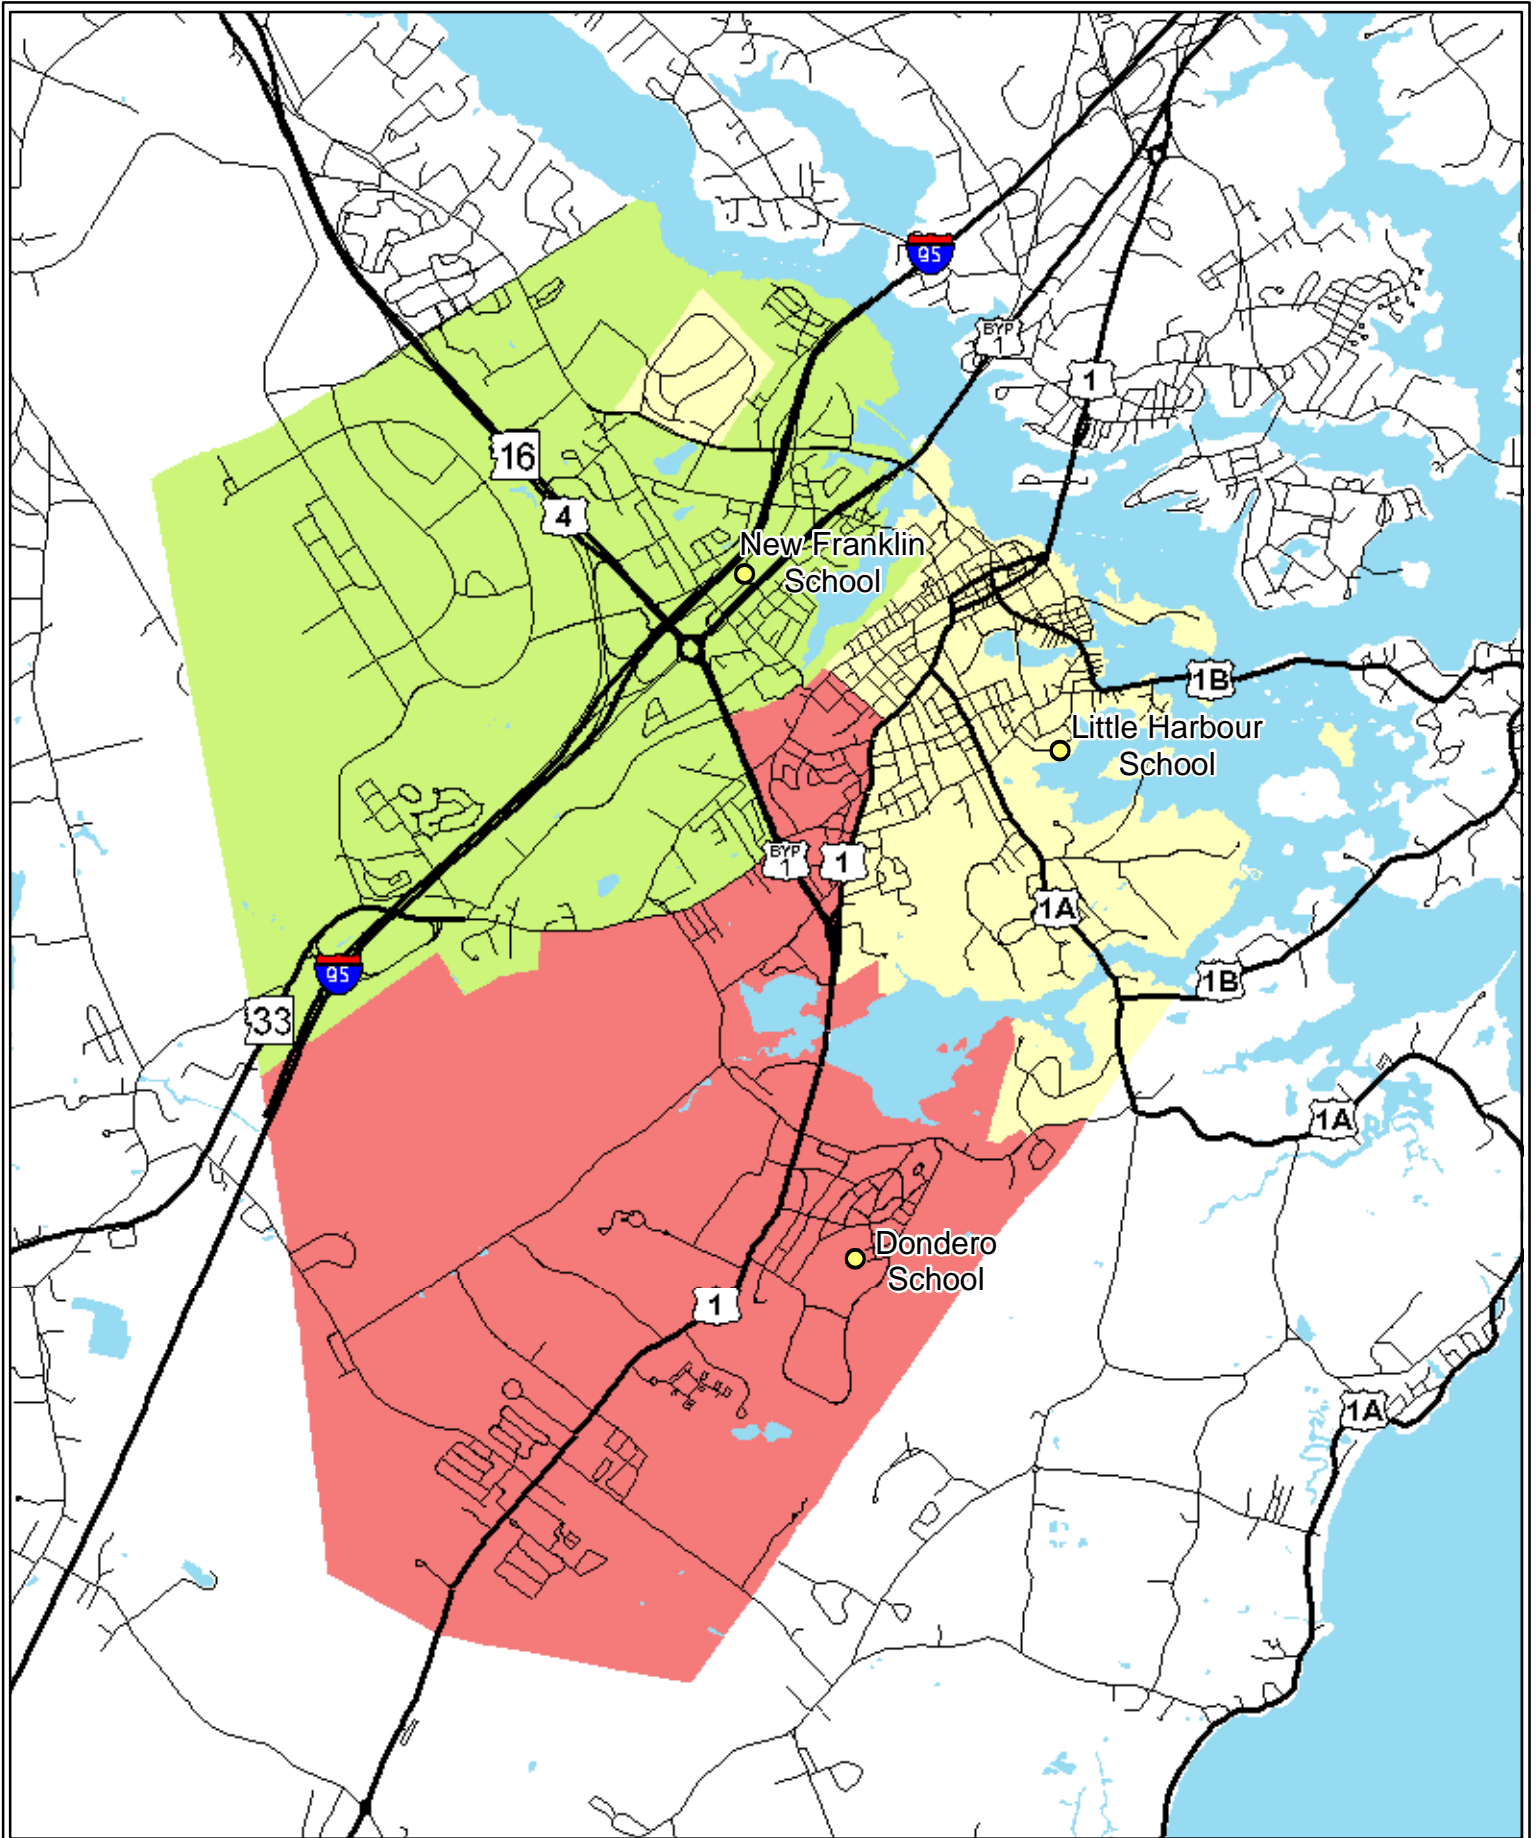 95
BYP
1
1
16
4
New Franklin
School
1B
Little Harbour
School
BYP
1
1
1A
95
1B
33
1A
Dondero
School
1
1A